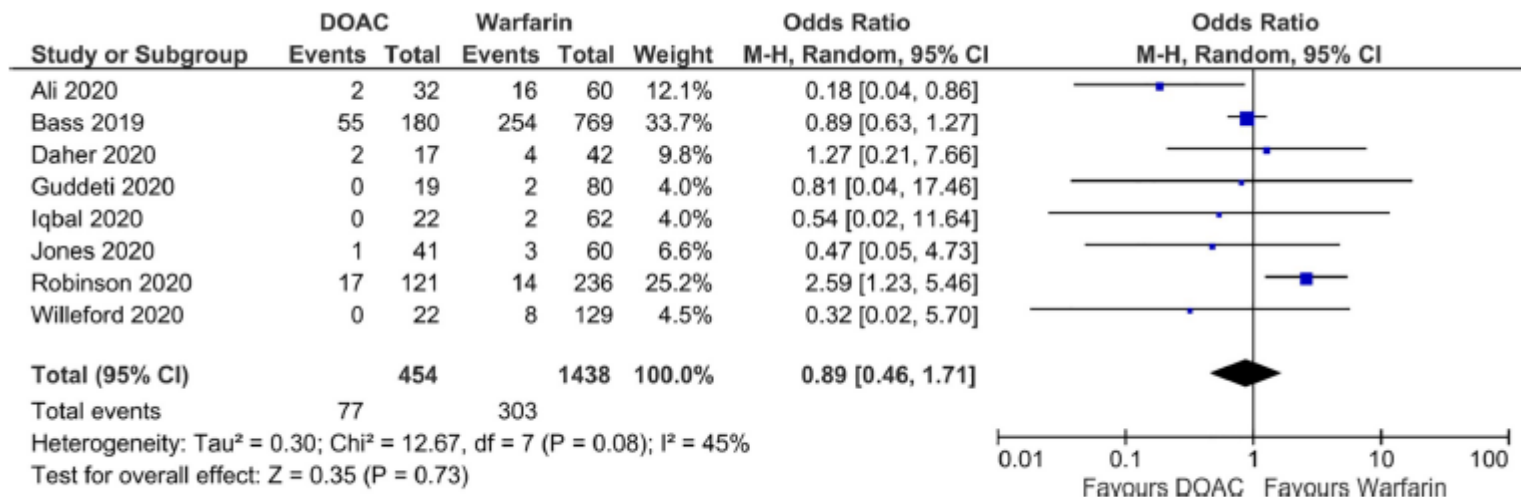 DOAC Warfarin Odds Ratio Odds Ratio
Study or Subgroup Events Total Events Total Weight M-H, Random, 95% CI M-H, Random, 95% CI
Ali 2020 2 32 16 60 12.1% 0.18 [0.04, 0.86]
Bass 2019 55 180 254 769 33.7% 0.89 [0.63, 1.27]
Daher 2020 2 17 4 42 9.8% 1.27 [0.21, 7.66]
Guddeti 2020 0 19 2 80 4.0% 0.81 [0.04, 17.46]
Iqbal 2020 0 22 2 62 4.0% 0.54 [0.02, 11.64]
Jones 2020 1 41 3 60 6.6% 0.47 [0.05, 4.73]
Robinson 2020 17 121 14 236 25.2% 2.59 [1.23, 5.46]
Willeford 2020 0 22 8 129 4.5% 0.32 [0.02, 5.70]
Total (95% CI) 454 1438 100.0% 0.89 [0.46, 1.71]
Total events 77 303
Heterogeneity: Tau² = 0.30; Chi² = 12.67, df = 7 (P = 0.08); I² = 45%
Test for overall effect: Z = 0.35 (P = 0.73)
0.01 0.1 1 10 100
Favours DOAC Favours Warfarin